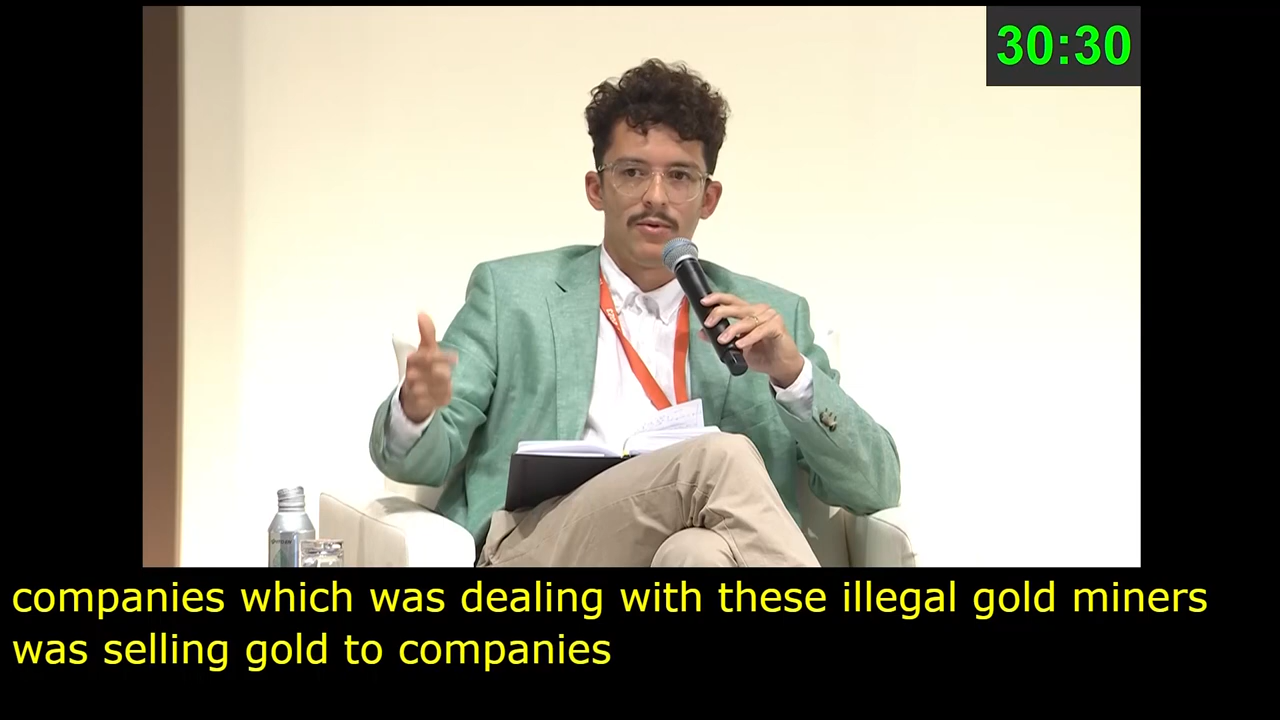 30:30
companies which was dealing with these illegal gold miners
was selling gold to companies